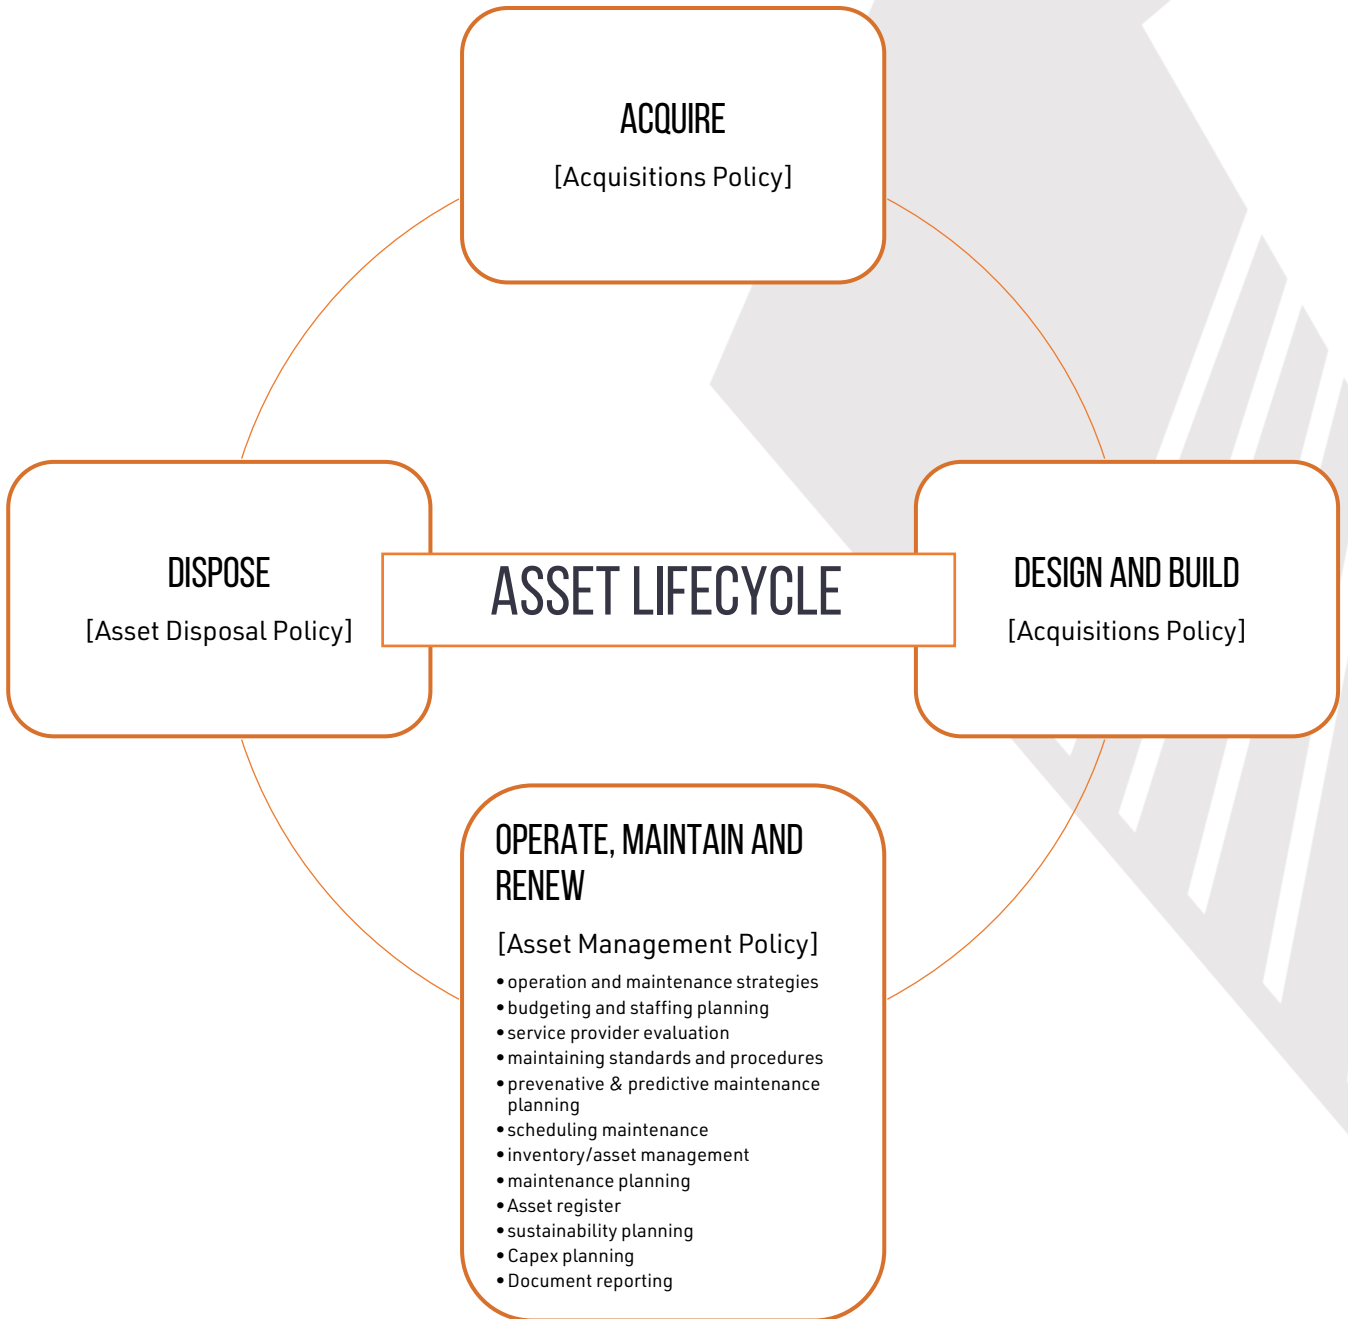 ACQUIRE
[Acquisitions Policy]
DISPOSE
[Asset Disposal Policy]
ASSET LIFECYCLE
DESIGN AND BUILD
[Acquisitions Policy]
OPERATE, MAINTAIN AND
RENEW
[Asset Management Policy]
• operation and maintenance strategies
• budgeting and staffing planning
• service provider evaluation
• maintaining standards and procedures
• prevenative & predictive maintenance
planning
• scheduling maintenance
• inventory/asset management
• maintenance planning
• Asset register
• sustainability planning
• Capex planning
• Document reporting